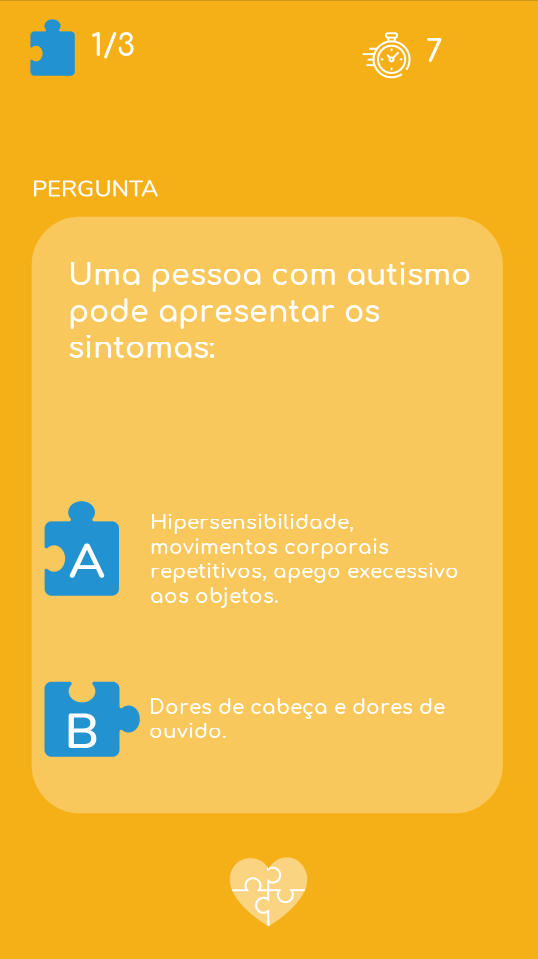 1/3
7
PERGUNTA
Uma pessoa com autismo
pode apresentar os
sintomas:
A
Hipersensibilidade,
movimentos corporais
repetitivos, apego execessivo
aos objetos.
B
Dores de cabeça e dores de
ouvido.